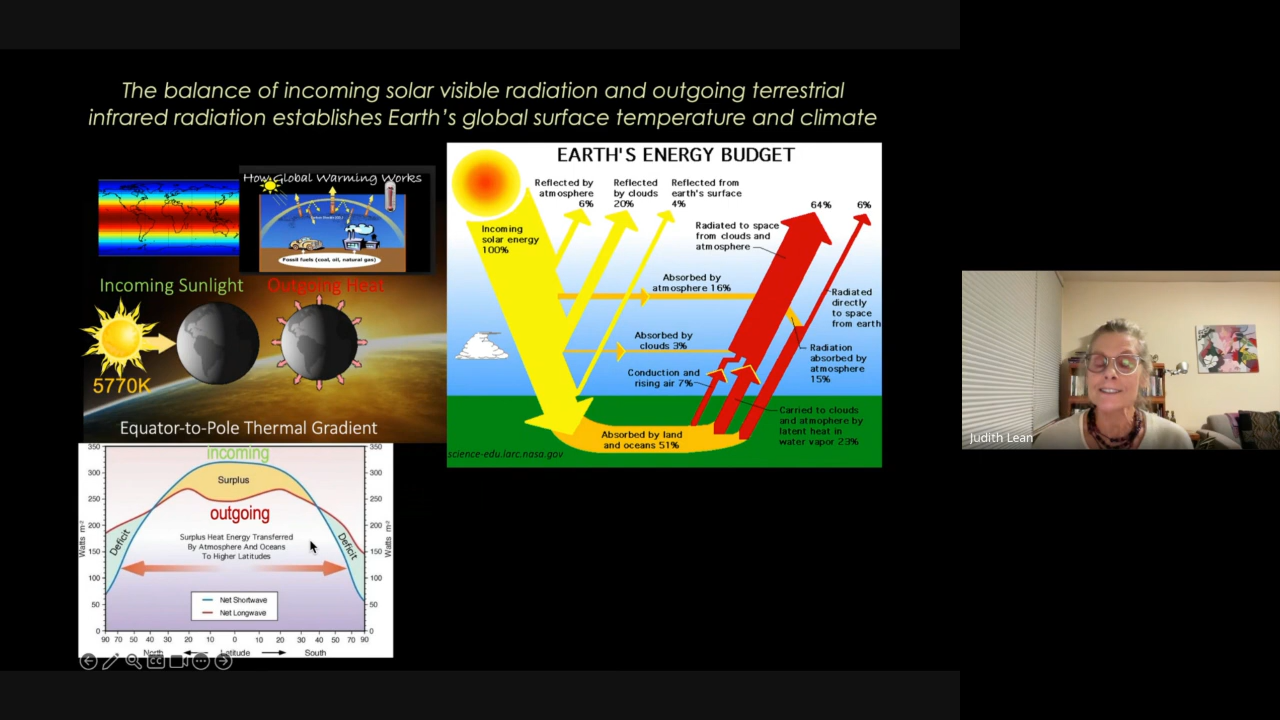 The balance of incoming solar visible radiation and outgoing terrestrial
infrared radiation establishes Earth's global surface temperature and climate
How Global Warming Works
Fossil fuels (coal, oil, natural gas)
Incoming Sunlight
Outgoing Heat
5770K
Equator-to-Pole Thermal Gradient
EARTH'S ENERGY BUDGET
Reflected by
atmosphere
6%
Reflected
by clouds
20%
Reflected from
earth's surface
4%
64%
6%
Incoming
solar energy
100%
Radiated to space
from clouds and
atmosphere
Absorbed by
atmosphere 16%
Radiated
directly
to space
from earth
Absorbed by
clouds 3%
Radiation
absorbed by
atmosphere
15%
Conduction and
rising air 7%
Carried to clouds
and atmophere by
latent heat in
water vapor 23%
Absorbed by land
and oceans 51%
science-edu.larc.nasa.gov
incoming
Surplus
outgoing
Deficit
Deficit
Surplus Heat Energy Transferred
By Atmosphere And Oceans
To Higher Latitudes
Net Shortwave
Net Longwave
Watts m-2
350
300
250
200
150
100
50
0
350
300
250
200
150
100
50
0
Watts m-2
90 70 50 40 30 20 10 0 10 20 30 40 50 70 90
North Latitude South
CC
Judith Lean